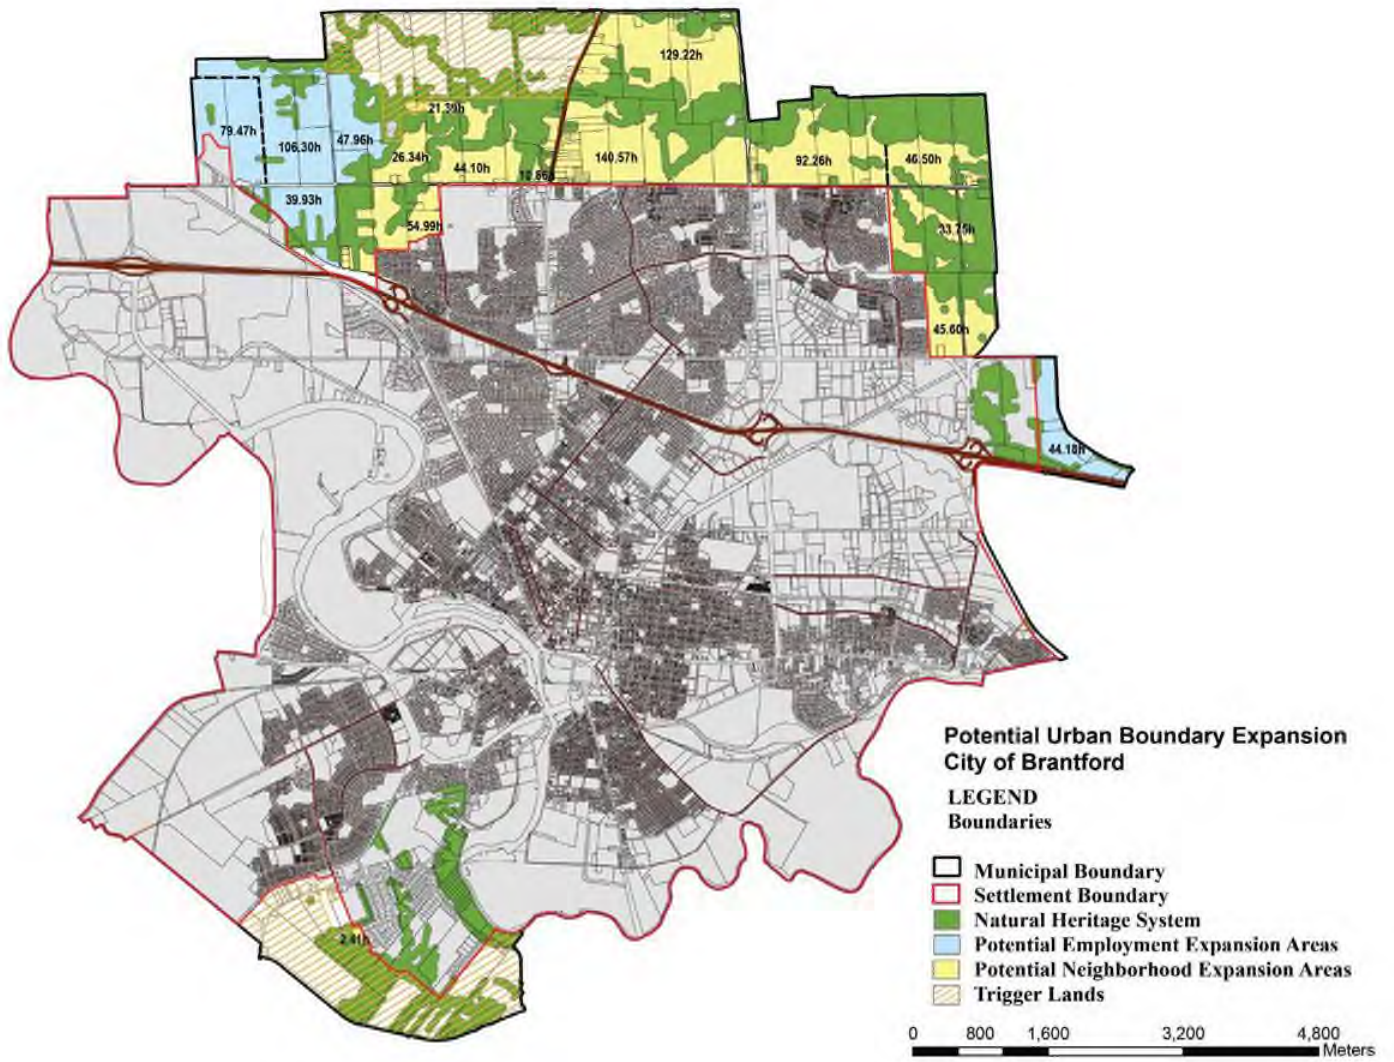 129.22h
21.39h
79.47h
106.30h
47.96h
26.34h
44.10h
140.57h
92.26h
46.50h
39.93h
54.99h
33.75h
45.60h
44.18h
2.41h
Potential Urban Boundary Expansion
City of Brantford
LEGEND
Boundaries
Municipal Boundary
Settlement Boundary
Natural Heritage System
Potential Employment Expansion Areas
Potential Neighborhood Expansion Areas
Trigger Lands
0 800 1,600 3,200 4,800
Meters